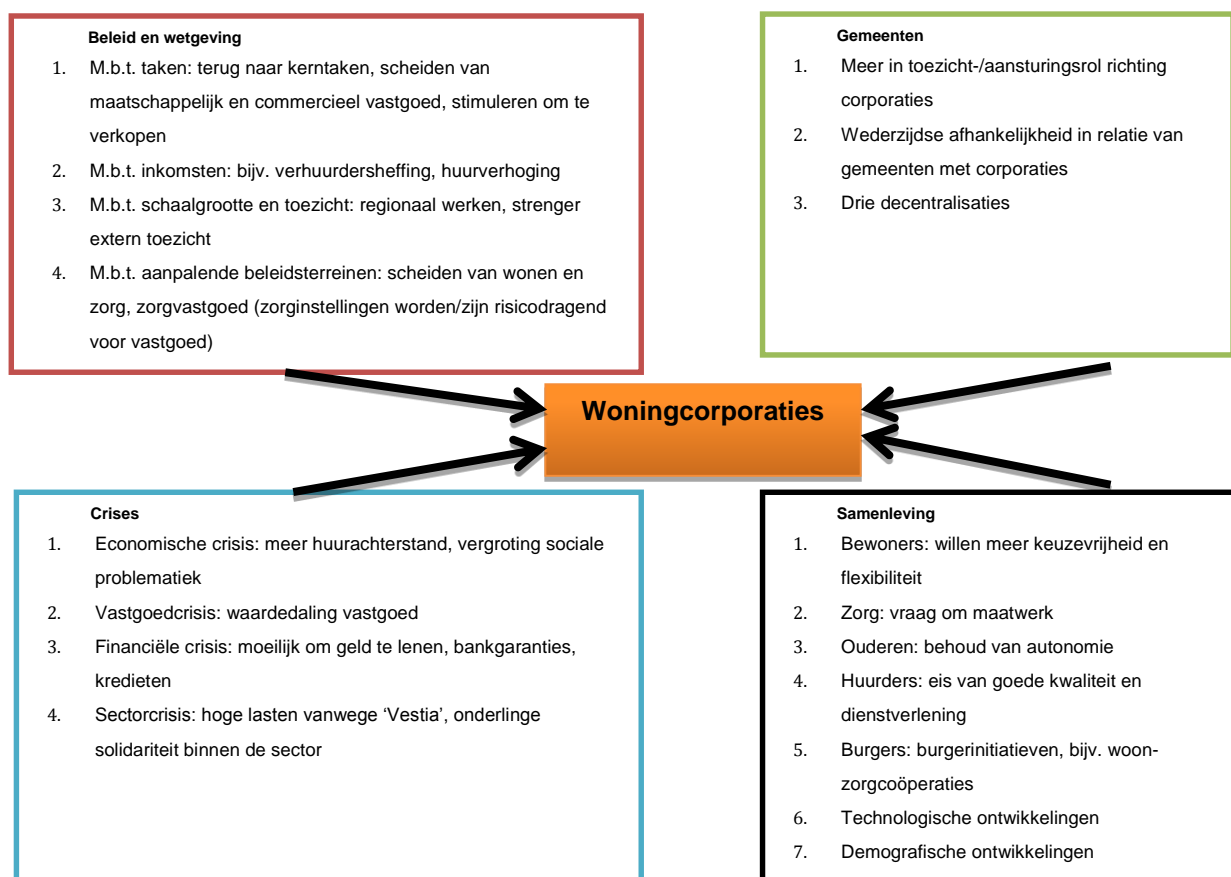 Beleid en wetgeving
1. M.b.t. taken: terug naar kerntaken, scheiden van
maatschappelijk en commercieel vastgoed, stimuleren om te
verkopen
2. M.b.t. inkomsten: bijv. verhuurdersheffing, huurverhoging
3. M.b.t. schaalgrootte en toezicht: regionaal werken, strenger
extern toezicht
4. M.b.t. aanpalende beleidsterreinen: scheiden van wonen en
zorg, zorgvastgoed (zorginstellingen worden/zijn risicodragend
voor vastgoed)
Gemeenten
1. Meer in toezicht-/aansturingsrol richting
corporaties
2. Wederzijdse afhankelijkheid in relatie van
gemeenten met corporaties
3. Drie decentralisaties
Woningcorporaties
Crises
1. Economische crisis: meer huurachterstand, vergroting sociale
problematiek
2. Vastgoedcrisis: waardedaling vastgoed
3. Financiële crisis: moeilijk om geld te lenen, bankgaranties,
kredieten
4. Sectorcrisis: hoge lasten vanwege ‘Vestia’, onderlinge
solidariteit binnen de sector
Samenleving
1. Bewoners: willen meer keuzevrijheid en
flexibiliteit
2. Zorg: vraag om maatwerk
3. Ouderen: behoud van autonomie
4. Huurders: eis van goede kwaliteit en
dienstverlening
5. Burgers: burgerinitiatieven, bijv. woon-
zorgcoöperaties
6. Technologische ontwikkelingen
7. Demografische ontwikkelingen